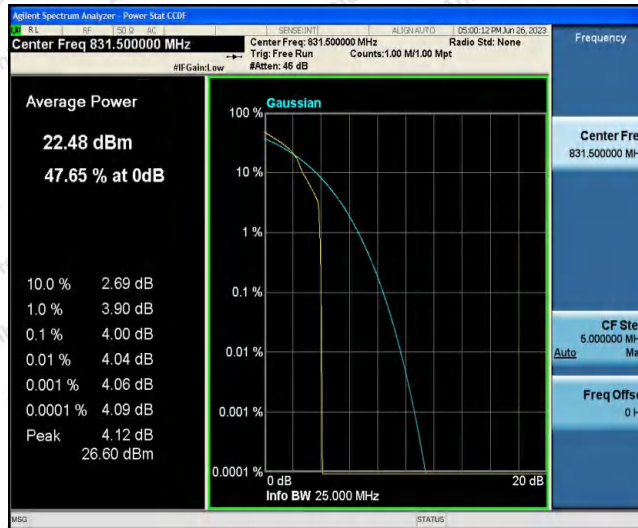 Agilent Spectrum Analyzer - Power Stat CCDF
RL RF 50 Ω AC SENSE:INT ALIGN AUTO 05:00:12 PM Jun 26, 2023
Center Freq 831.500000 MHz
Center Freq: 831.500000 MHz Radio Std: None
Trig: Free Run Counts:1.00 M/1.00 Mpt
#IFGain:Low #Atten: 46 dB
Frequency
Average Power
22.48 dBm
47.65 % at 0dB
10.0 % 2.69 dB
1.0 % 3.90 dB
0.1 % 4.00 dB
0.01 % 4.04 dB
0.001 % 4.06 dB
0.0001 % 4.09 dB
Peak 4.12 dB
26.60 dBm
Gaussian
100 %
10 %
1 %
0.1 %
0.01 %
0.001 %
0.0001 %
0 dB 20 dB
Info BW 25.000 MHz
Center Fre
831.500000 MH
CF Ste
5.000000 MH
Auto Ma
Freq Offse
0 H
MSG STATUS